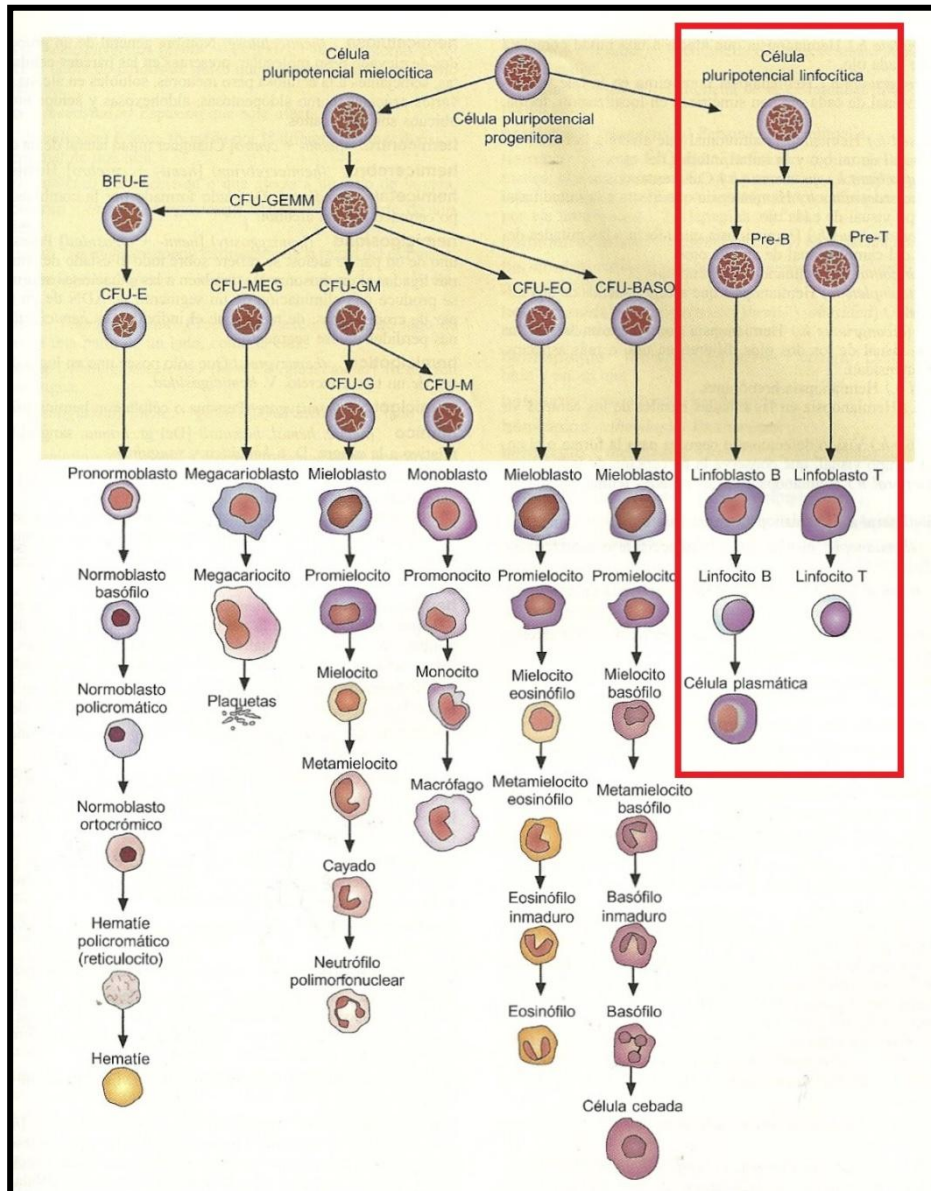 Célula
pluripotencial mielocítica
Célula pluripotencial
progenitora
Célula
pluripotencial linfocítica
BFU-E
CFU-GEMM
Pre-B
Pre-T
CFU-E
CFU-MEG
CFU-GM
CFU-EO
CFU-BASO
CFU-G
CFU-M
Pronormoblasto
Megacarioblasto
Mieloblasto
Monoblasto
Mieloblasto
Mieloblasto
Linfoblasto B
Linfoblasto T
Normoblasto
basófilo
Megacariocito
Promielocito
Promonocito
Promielocito
Promielocito
Linfocito B
Linfocito T
Normoblasto
policromático
Plaquetas
Mielocito
Monocito
Mielocito
eosinófilo
Mielocito
basófilo
Célula plasmática
Normoblasto
ortocrómico
Metamielocito
Macrófago
Metamielocito
eosinófilo
Metamielocito
basófilo
Hematíe
policromático
(reticulocito)
Cayado
Eosinófilo
inmaduro
Basófilo
inmaduro
Hematíe
Neutrófilo
polimorfonuclear
Eosinófilo
Basófilo
Célula cebada